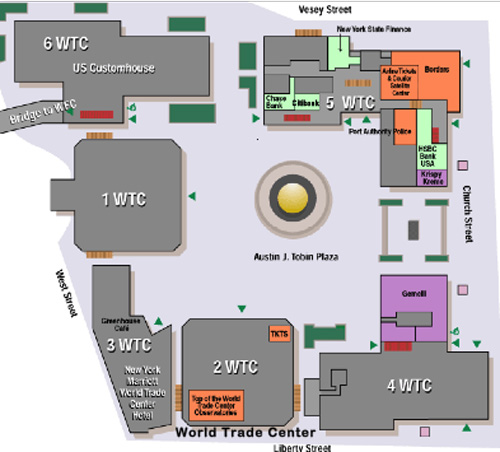 Vesey Street
New York State Finance
6 WTC
US Customhouse
Bridge to WFC
Borders
Airline Tickets
& Courier
Satellite
Center
Chase
Bank
Citibank
5 WTC
Port Authority Police
HSBC
Bank
USA
Krispy
Kreme
1 WTC
Church Street
Austin J. Tobin Plaza
West Street
Greenhouse
Café
3 WTC
New York
Marriott
World Trade
Center
Hotel
TKTS
2 WTC
Top of the World
Trade Center
Observatories
Gemelli
4 WTC
World Trade Center
Liberty Street